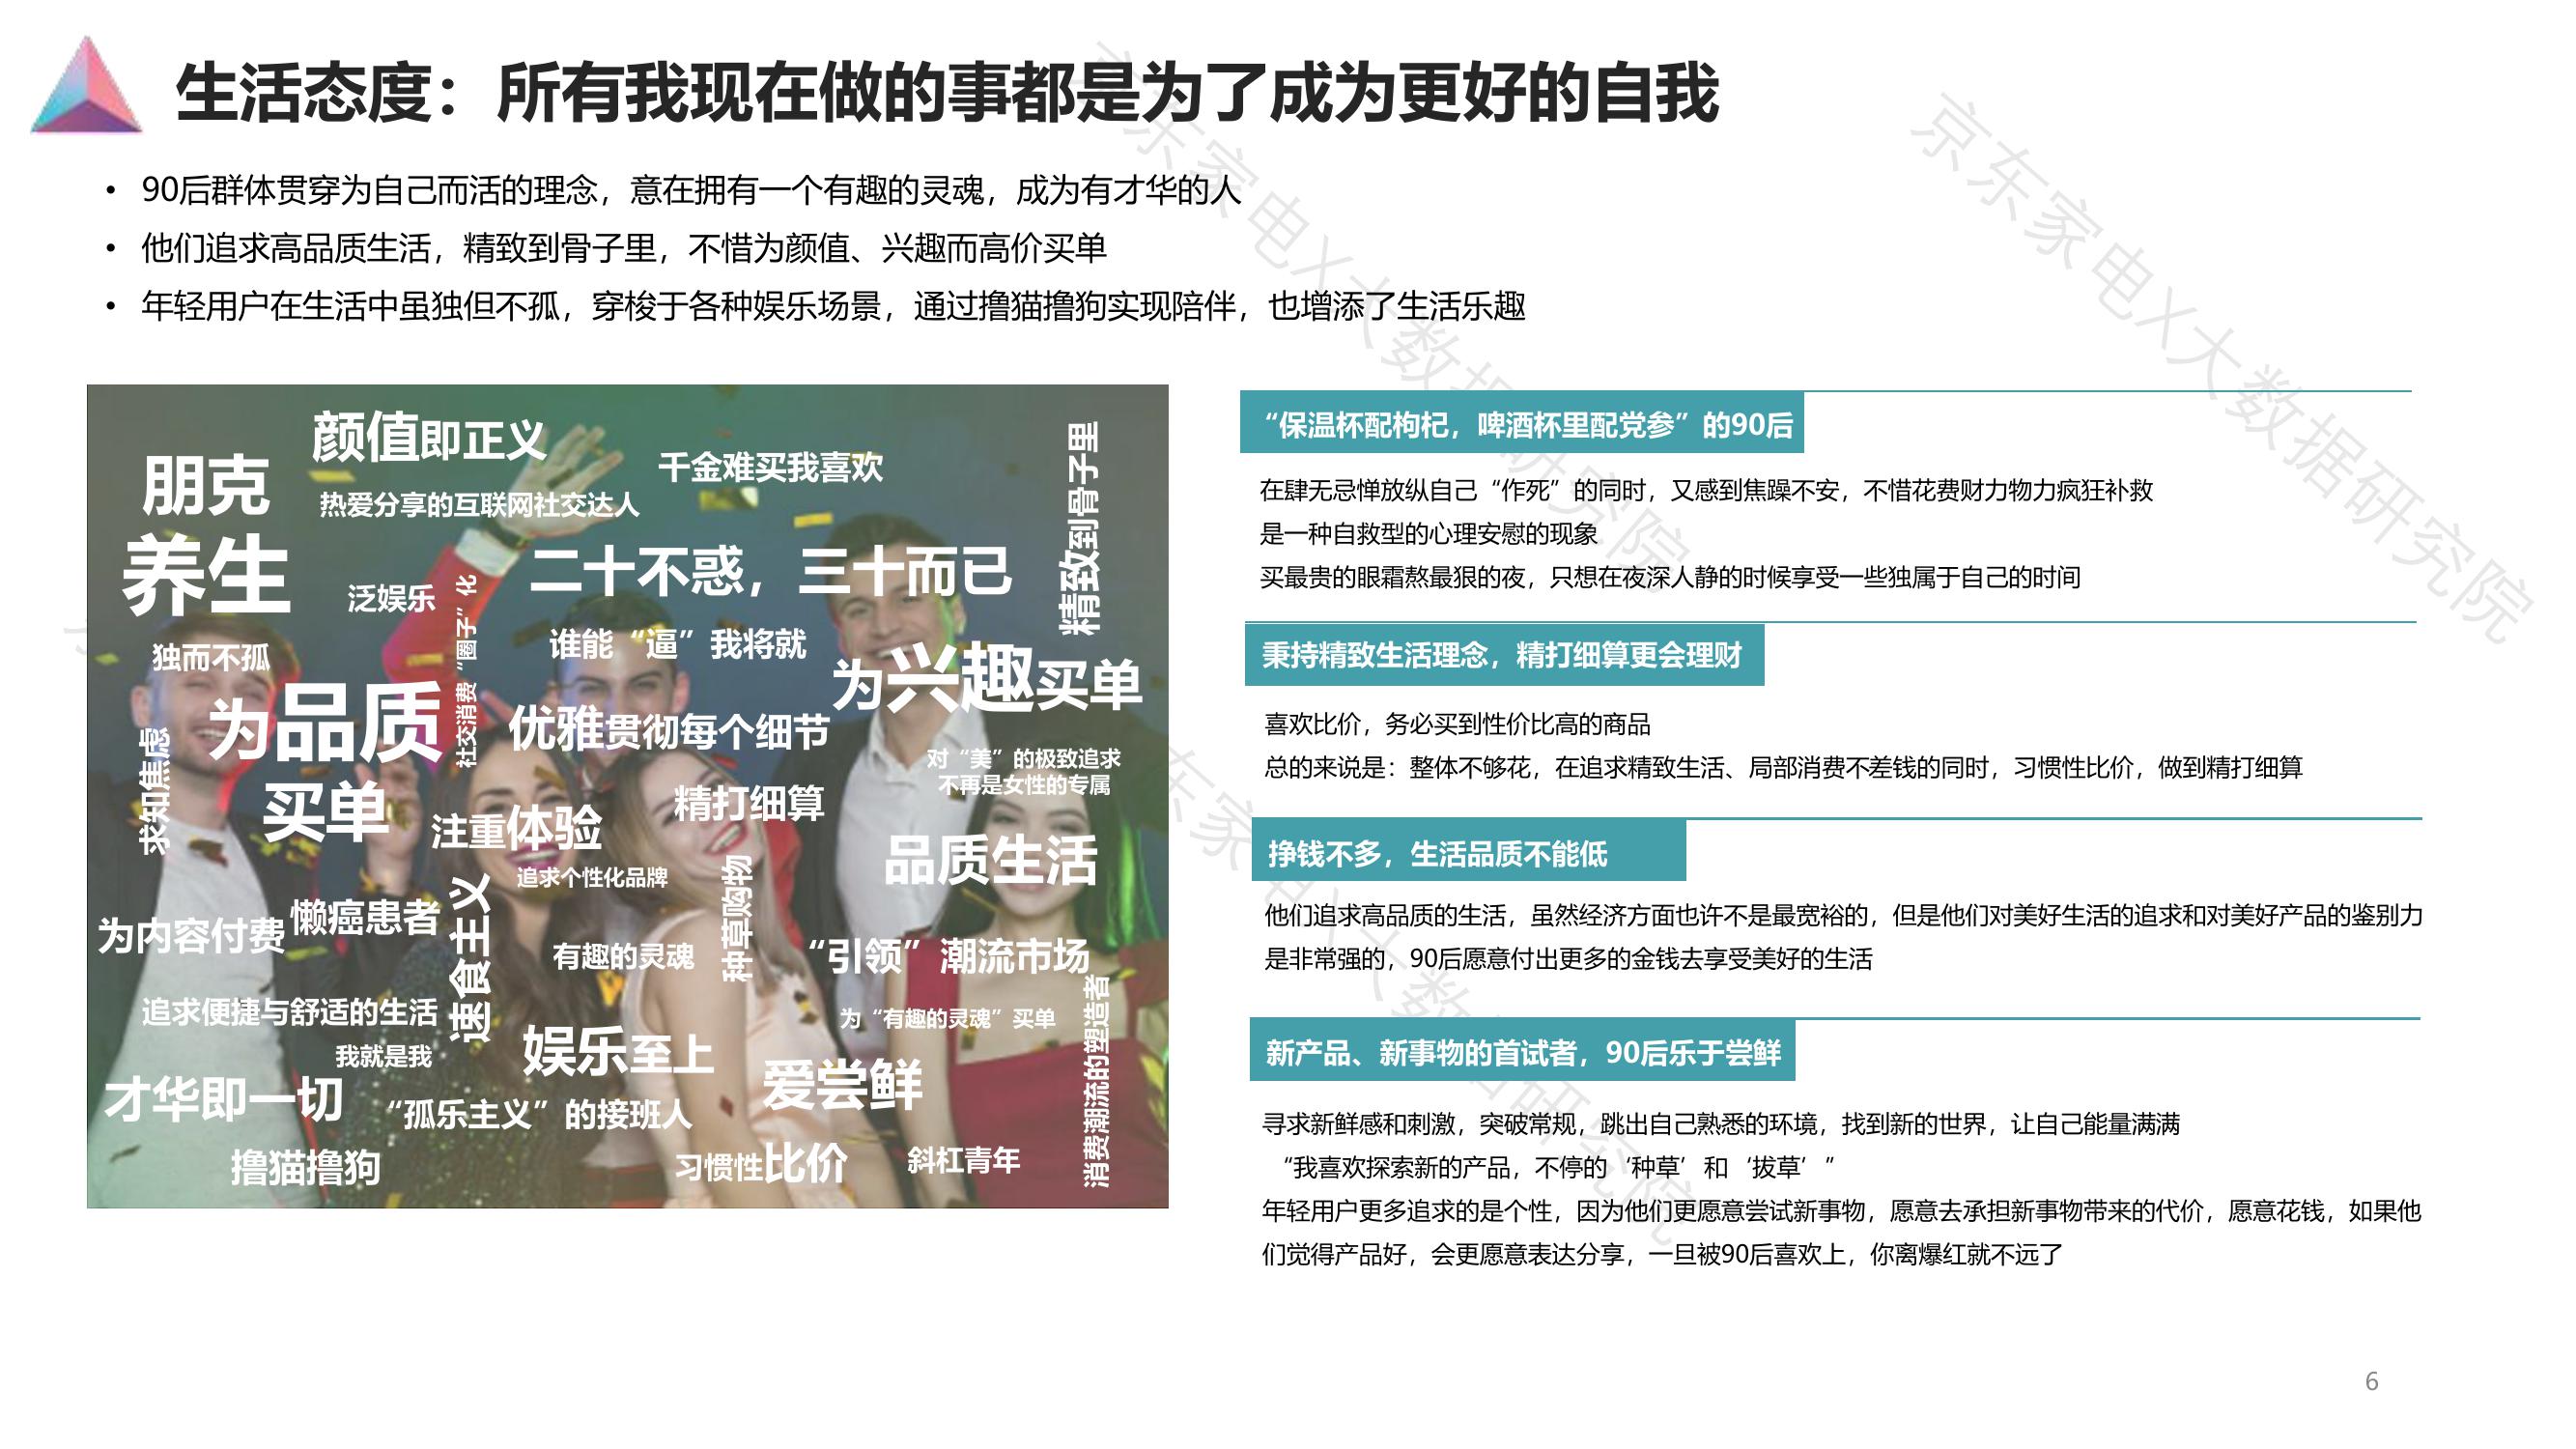 生活态度：所有我现在做的事都是为了成为更好的自我
• 90后群体贯穿为自己而活的理念，意在拥有一个有趣的灵魂，成为有才华的人
• 他们追求高品质生活，精致到骨子里，不惜为颜值、兴趣而高价买单
• 年轻用户在生活中虽独但不孤，穿梭于各种娱乐场景，通过撸猫撸狗实现陪伴，也增添了生活乐趣
颜值即正义
朋克
养生
千金难买我喜欢
热爱分享的互联网社交达人
精致到骨子里
二十不惑，三十而已
泛娱乐
社交消费“圈子”化
独而不孤
谁能“逼”我将就
为兴趣买单
为品质
买单
优雅贯彻每个细节
求知焦虑
对“美”的极致追求
不再是女性的专属
精打细算
注重体验
品质生活
追求个性化品牌
种草购物
速食主义
懒癌患者
为内容付费
有趣的灵魂
“引领”潮流市场
追求便捷与舒适的生活
为“有趣的灵魂”买单
消费潮流的塑造者
我就是我
娱乐至上
爱尝鲜
才华即一切
“孤乐主义”的接班人
撸猫撸狗
习惯性比价
斜杠青年
“保温杯配枸杞，啤酒杯里配党参”的90后
在肆无忌惮放纵自己“作死”的同时，又感到焦躁不安，不惜花费财力物力疯狂补救
是一种自救型的心理安慰的现象
买最贵的眼霜熬最狠的夜，只想在夜深人静的时候享受一些独属于自己的时间
秉持精致生活理念，精打细算更会理财
喜欢比价，务必买到性价比高的商品
总的来说是：整体不够花，在追求精致生活、局部消费不差钱的同时，习惯性比价，做到精打细算
挣钱不多，生活品质不能低
他们追求高品质的生活，虽然经济方面也许不是最宽裕的，但是他们对美好生活的追求和对美好产品的鉴别力
是非常强的，90后愿意付出更多的金钱去享受美好的生活
新产品、新事物的首试者，90后乐于尝鲜
寻求新鲜感和刺激，突破常规，跳出自己熟悉的环境，找到新的世界，让自己能量满满
“我喜欢探索新的产品，不停的‘种草’和‘拔草’”
年轻用户更多追求的是个性，因为他们更愿意尝试新事物，愿意去承担新事物带来的代价，愿意花钱，如果他
们觉得产品好，会更愿意表达分享，一旦被90后喜欢上，你离爆红就不远了
京东家电X大数据研究院
京东家电X大数据研究院
6